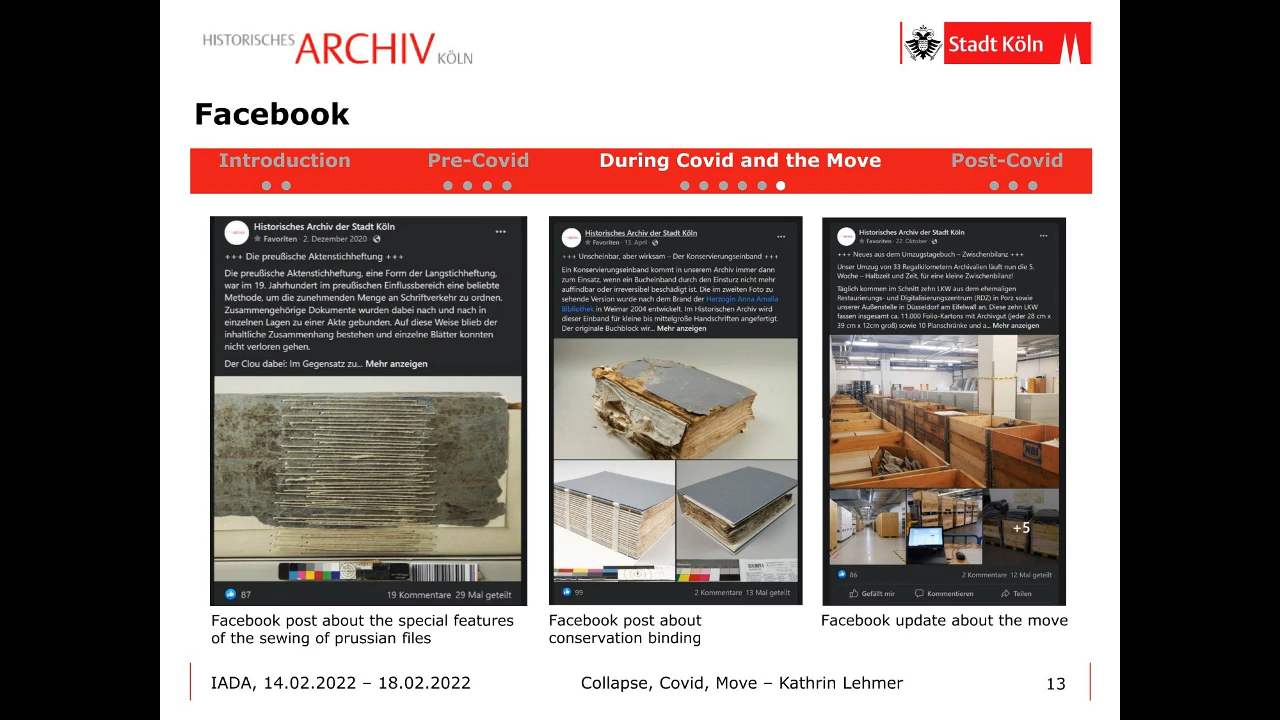 HISTORISCHES ARCHIV KÖLN
Stadt Köln
Facebook
Introduction Pre-Covid During Covid and the Move Post-Covid
Historisches Archiv der Stadt Köln
Favoriten · 2. Dezember 2020 ·
+++ Die preußische Aktenstichheftung +++
Die preußische Aktenstichheftung, eine Form der Langstichheftung,
war im 19. Jahrhundert im preußischen Einflussbereich eine beliebte
Methode, um die zunehmenden Menge an Schriftverkehr zu ordnen.
Zusammengehörige Dokumente wurden dabei nach und nach in
einzelnen Lagen zu einer Akte gebunden. Auf diese Weise blieb der
inhaltliche Zusammenhang bestehen und einzelne Blätter konnten
nicht verloren gehen.
Der Clou dabei: Im Gegensatz zu... Mehr anzeigen
87 19 Kommentare 29 Mal geteilt
Facebook post about the special features
of the sewing of prussian files
Historisches Archiv der Stadt Köln
Favoriten · 13. April ·
+++ Unscheinbar, aber wirksam – Der Konservierungseinband +++
Ein Konservierungseinband kommt in unserem Archiv immer dann
zum Einsatz, wenn ein Bucheinband durch den Einsturz nicht mehr
auffindbar oder irreversibel beschädigt ist. Die im zweiten Foto zu
sehende Version wurde nach dem Brand der Herzogin Anna Amalia
Bibliothek in Weimar 2004 entwickelt. Im Historischen Archiv wird
dieser Einband für kleine bis mittelgroße Handschriften angefertigt.
Der originale Buchblock wir... Mehr anzeigen
99 2 Kommentare 13 Mal geteilt
Facebook post about
conservation binding
Historisches Archiv der Stadt Köln
Favoriten · 22. Oktober ·
+++ Neues aus dem Umzugstagebuch – Zwischenbilanz +++
Unser Umzug von 33 Regalkilometern Archivalien läuft nun die 5.
Woche – Halbzeit und Zeit, für eine kleine Zwischenbilanz!
Täglich kommen im Schnitt zehn LKW aus dem ehemaligen
Restaurierungs- und Digitalisierungszentrum (RDZ) in Porz sowie
unserer Außenstelle in Düsseldorf am Eifelwall an. Diese zehn LKW
fassen insgesamt ca. 11.000 Folio-Kartons mit Archivgut (jeder 28 cm x
39 cm x 12cm groß) sowie 10 Planschränke und a... Mehr anzeigen
+5
86 2 Kommentare 12 Mal geteilt
Gefällt mir Kommentieren Teilen
Facebook update about the move
IADA, 14.02.2022 – 18.02.2022 Collapse, Covid, Move – Kathrin Lehmer 13